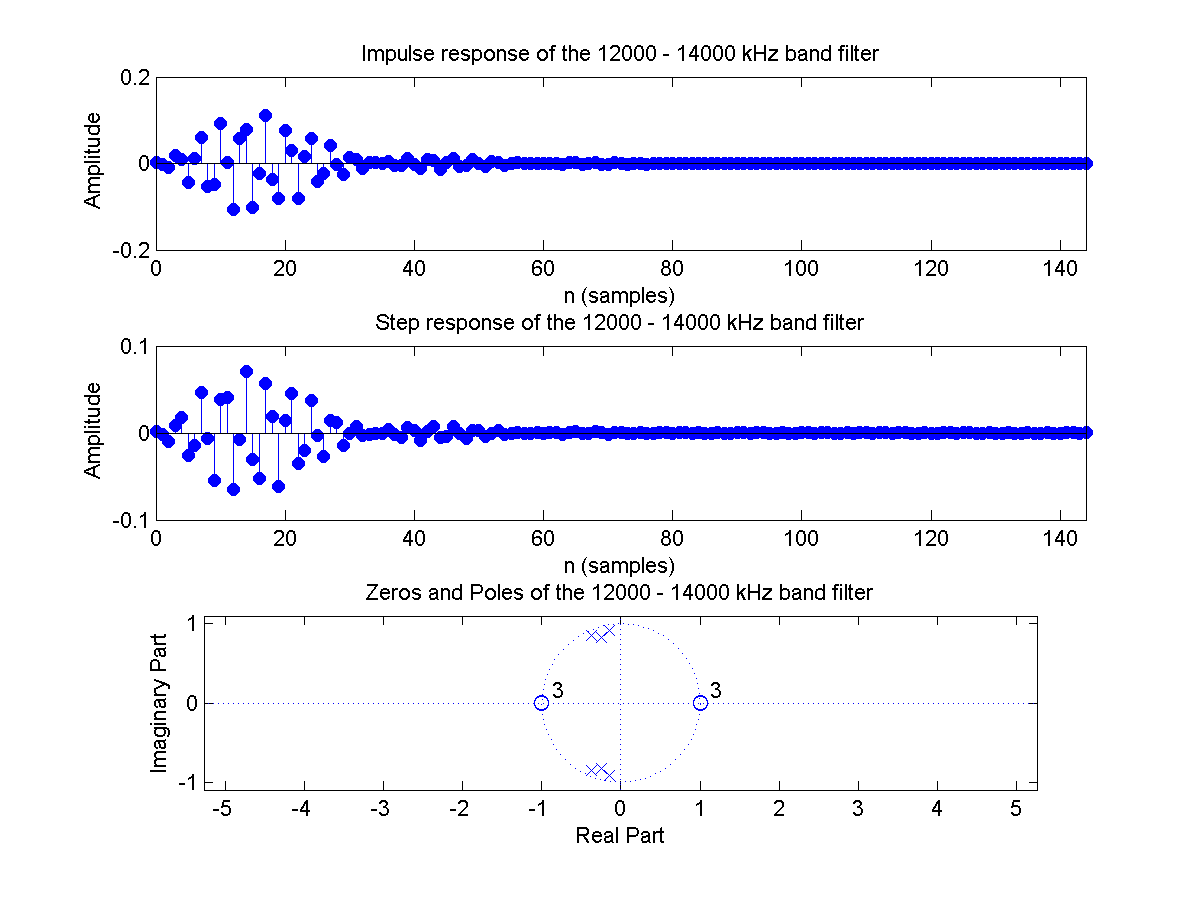 Impulse response of the 12000 - 14000 kHz band filter
0.2
0
-0.2
Amplitude
0 20 40 60 80 100 120 140
n (samples)
Step response of the 12000 - 14000 kHz band filter
0.1
0
-0.1
Amplitude
0 20 40 60 80 100 120 140
n (samples)
Zeros and Poles of the 12000 - 14000 kHz band filter
1
0
-1
Imaginary Part
3 3
-5 -4 -3 -2 -1 0 1 2 3 4 5
Real Part